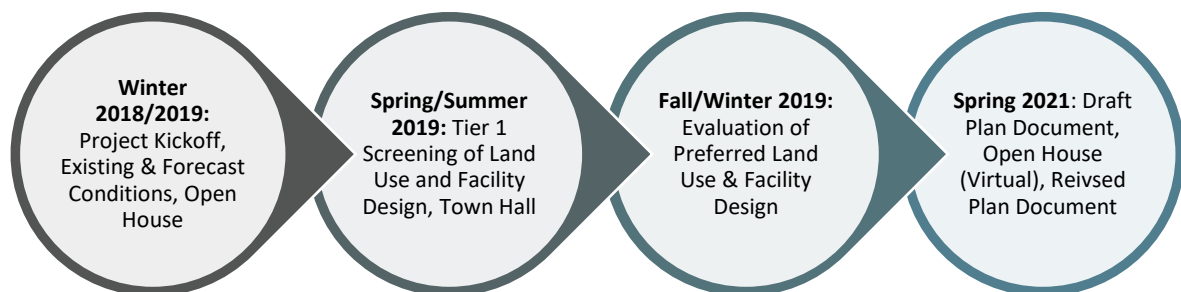 Winter
2018/2019:
Project Kickoff,
Existing & Forecast
Conditions, Open
House
Spring/Summer
2019: Tier 1
Screening of Land
Use and Facility
Design, Town Hall
Fall/Winter 2019:
Evaluation of
Preferred Land
Use & Facility
Design
Spring 2021: Draft
Plan Document,
Open House
(Virtual), Reivsed
Plan Document